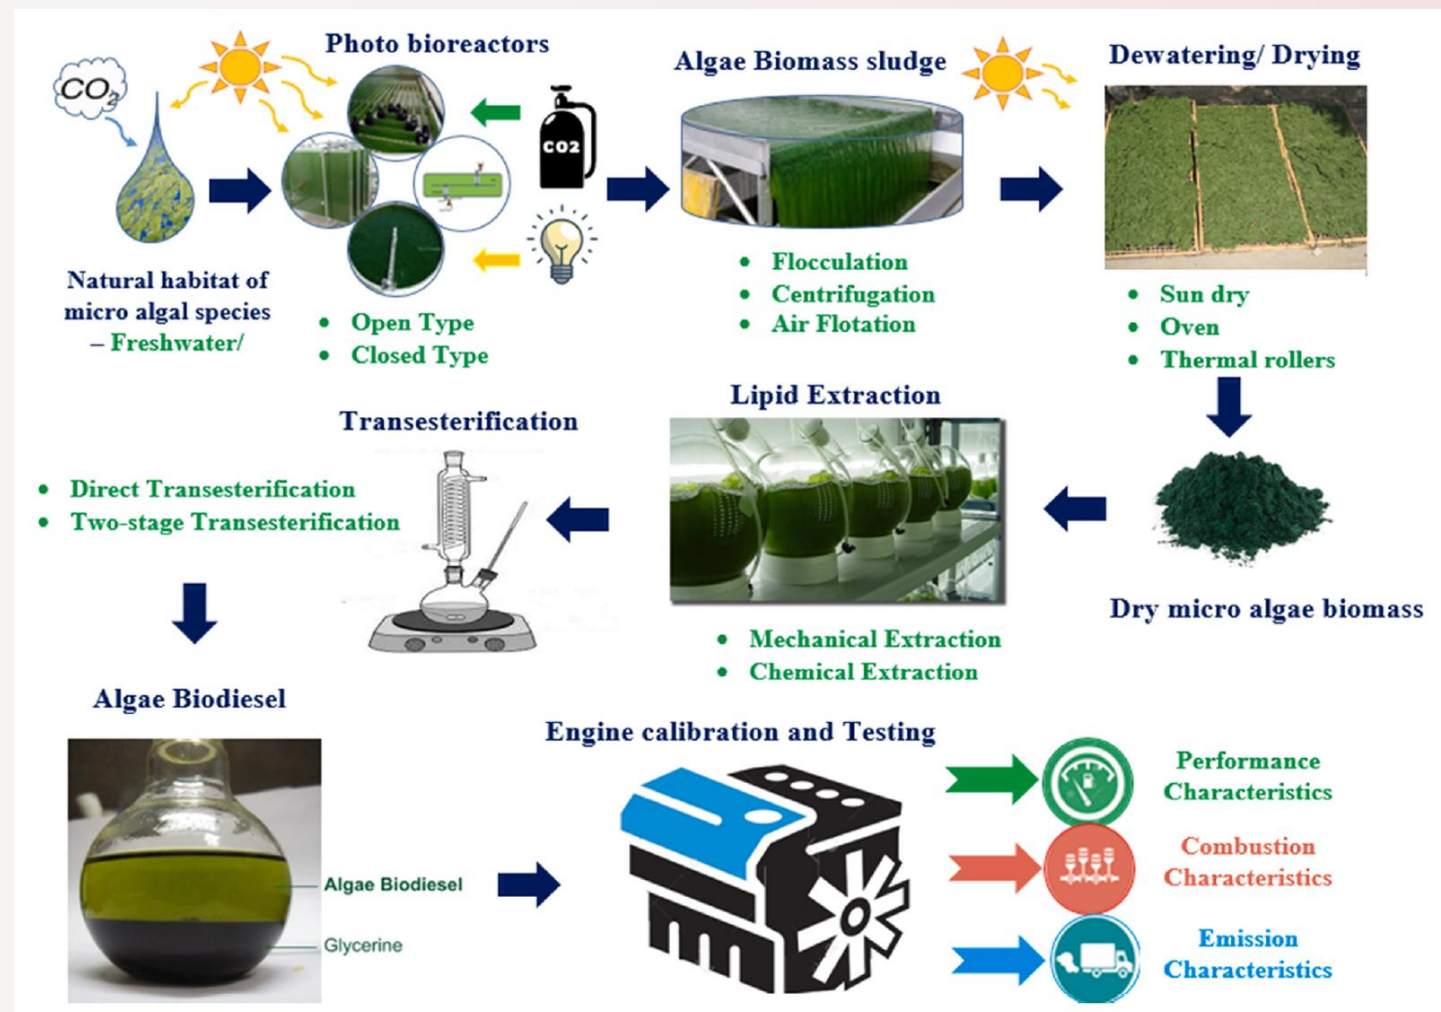 CO2
Photo bioreactors
CO2
Algae Biomass sludge
Dewatering/ Drying
Natural habitat of
micro algal species
– Freshwater/
• Open Type
• Closed Type
• Flocculation
• Centrifugation
• Air Flotation
• Sun dry
• Oven
• Thermal rollers
Dry micro algae biomass
Lipid Extraction
• Mechanical Extraction
• Chemical Extraction
Transesterification
• Direct Transesterification
• Two-stage Transesterification
Algae Biodiesel
Algae Biodiesel
Glycerine
Engine calibration and Testing
Performance
Characteristics
Combustion
Characteristics
Emission
Characteristics